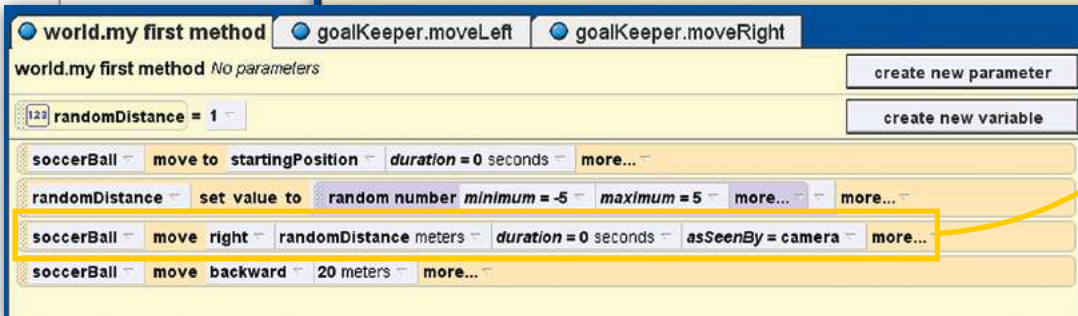 world.my first method goalKeeper.moveLeft goalKeeper.moveRight
world.my first method No parameters create new parameter
123 randomDistance = 1 create new variable
soccerBall move to startingPosition duration = 0 seconds more...
randomDistance set value to random number minimum = -5 maximum = 5 more... more...
soccerBall move right randomDistance meters duration = 0 seconds asSeenBy = camera more...
soccerBall move backward 20 meters more...